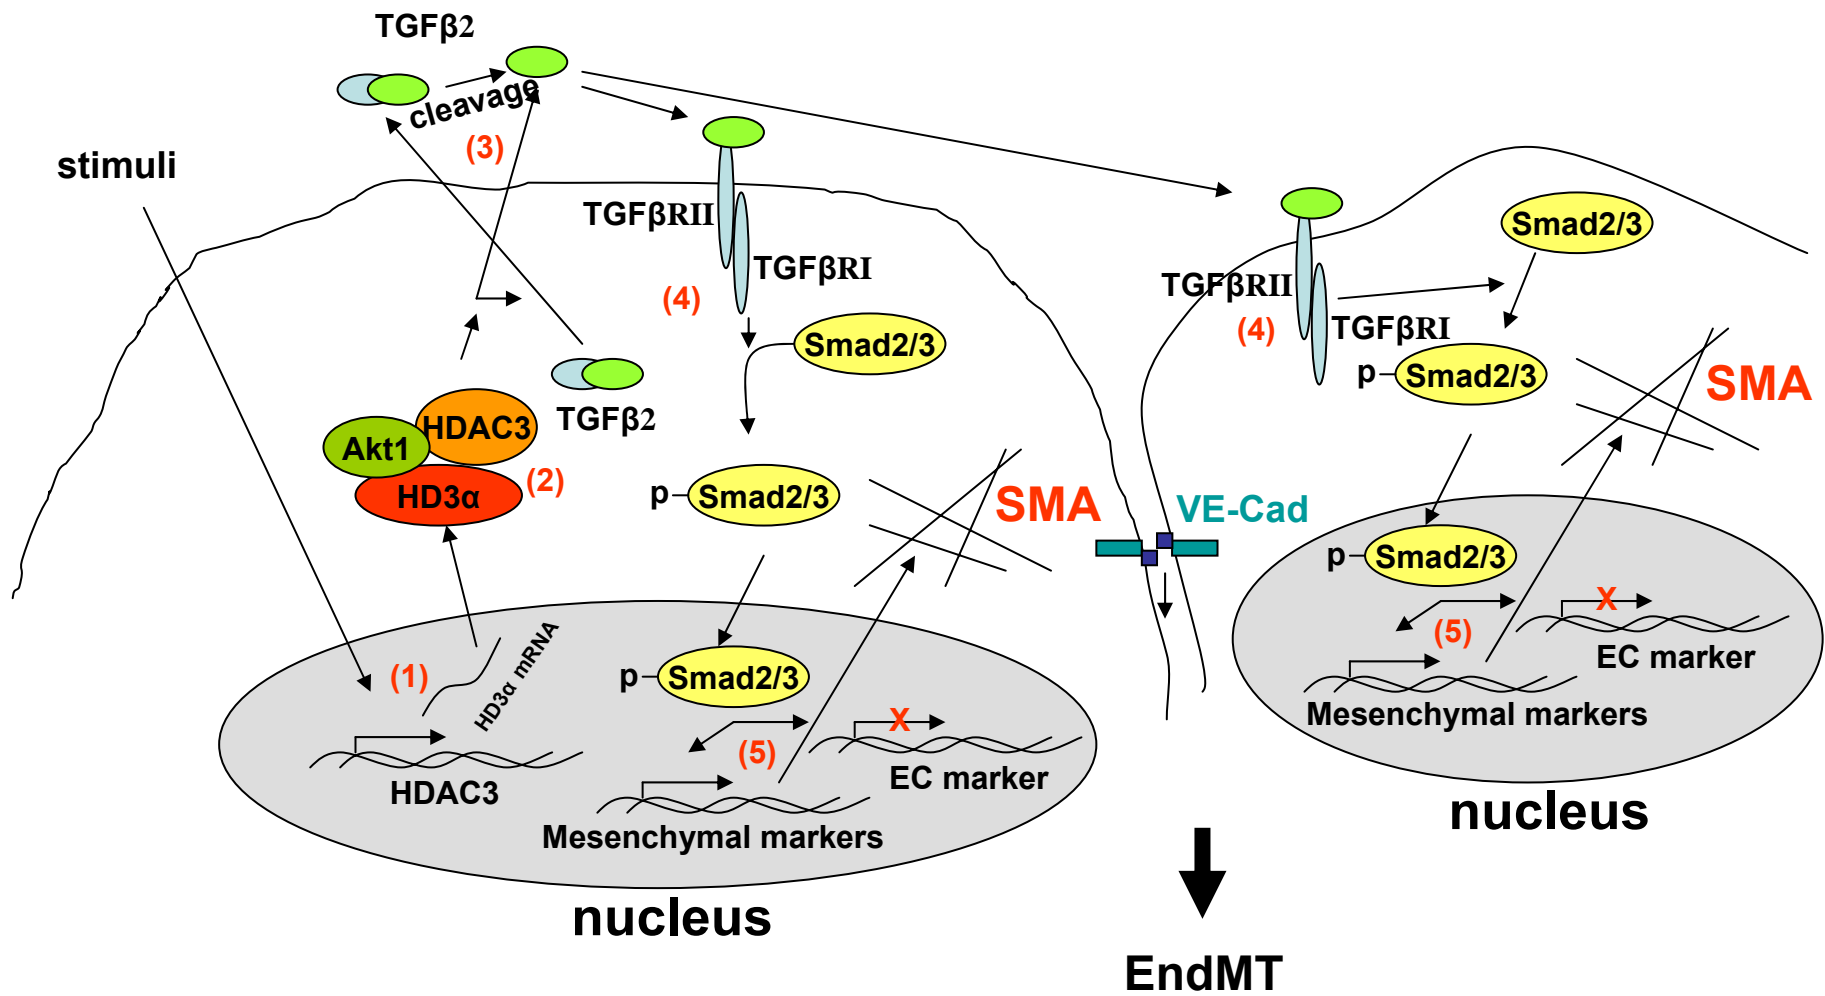 TGFβ2
cleavage
(3)
stimuli
TGFβRII
TGFβRI
(4)
Smad2/3
TGFβ2
HDAC3
Akt1
HD3α
(2)
p
Smad2/3
SMA
VE-Cad
(1)
HD3α mRNA
HDAC3
p
Smad2/3
(5)
X
EC marker
Mesenchymal markers
nucleus
Smad2/3
TGFβRII
(4)
TGFβRI
p
Smad2/3
SMA
p
Smad2/3
(5)
X
EC marker
Mesenchymal markers
nucleus
EndMT